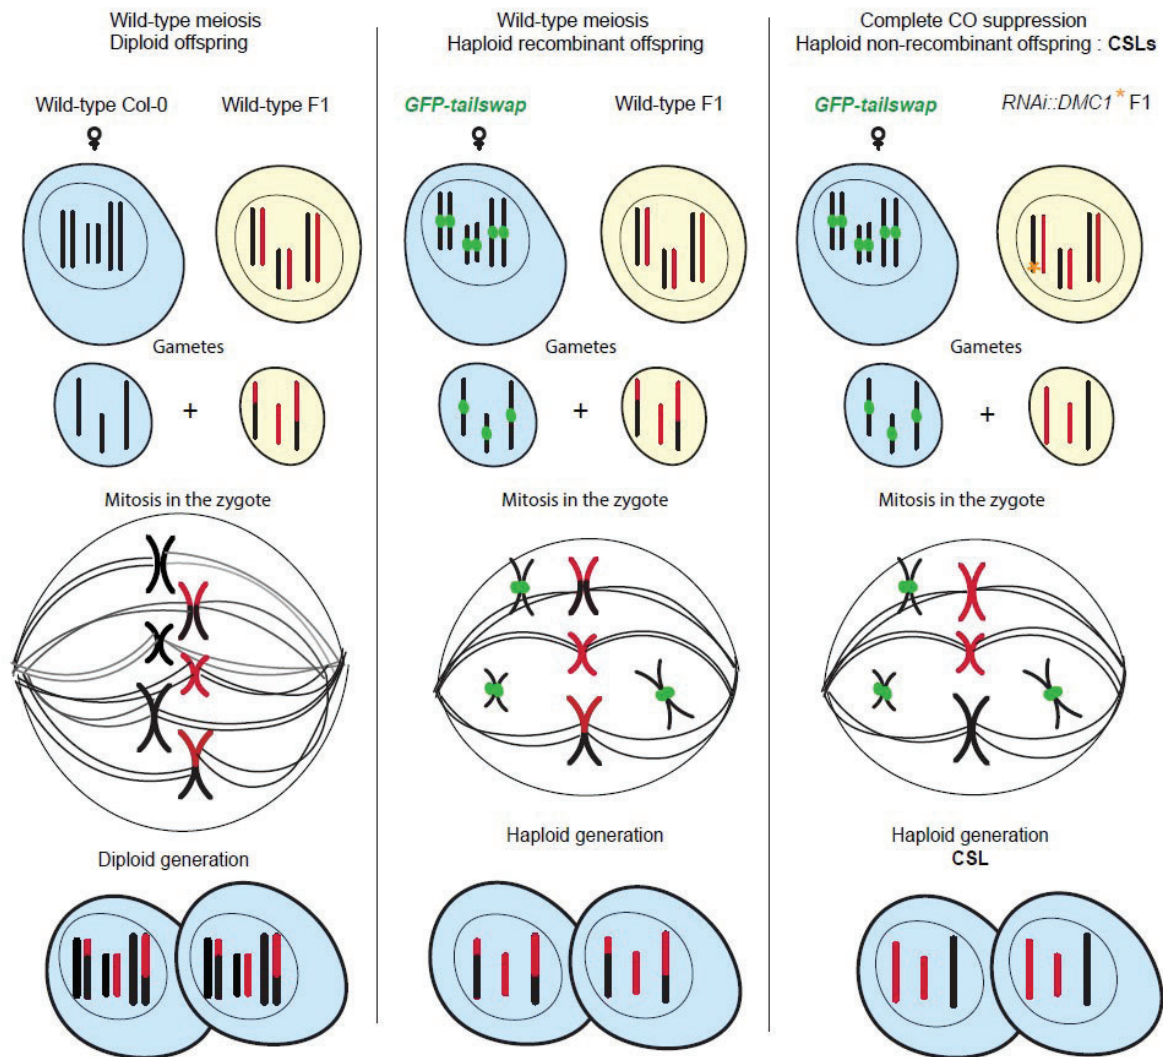 Wild-type meiosis
Diploid offspring
Wild-type Col-0
Wild-type F1
♀
Gametes
+
Mitosis in the zygote
Diploid generation
Wild-type meiosis
Haploid recombinant offspring
GFP-tailswap
Wild-type F1
♀
Gametes
+
Mitosis in the zygote
Haploid generation
Complete CO suppression
Haploid non-recombinant offspring : CSLs
GFP-tailswap
RNAi::DMC1* F1
♀
Gametes
+
Mitosis in the zygote
Haploid generation
CSL